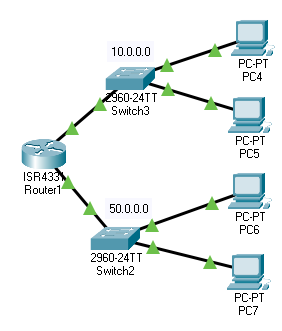 10.0.0.0
PC-PT
PC4
2960-24TT
Switch3
PC-PT
PC5
ISR4331
Router1
50.0.0.0
PC-PT
PC6
2960-24TT
Switch2
PC-PT
PC7